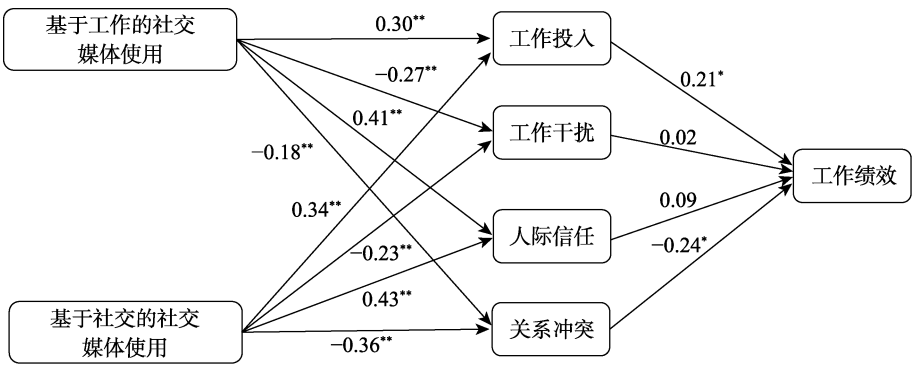 基于工作的社交
媒体使用
0.30**
工作投入
−0.27**
0.21*
0.41**
工作干扰
0.02
−0.18**
工作绩效
0.34**
0.09
人际信任
−0.23**
−0.24*
0.43**
基于社交的社交
媒体使用
关系冲突
−0.36**